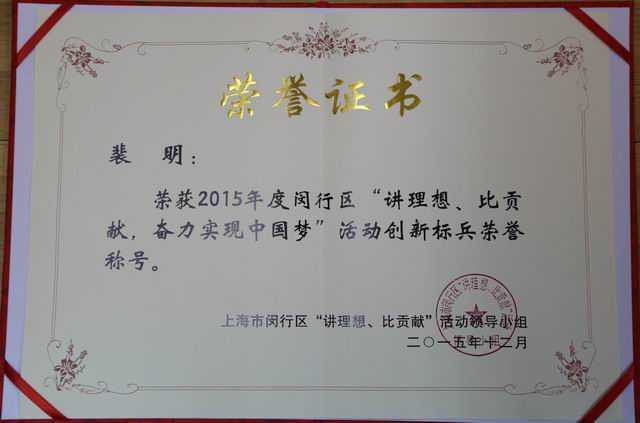 荣誉证书
裴 明：
荣获2015年度闵行区“讲理想、比贡
献，奋力实现中国梦”活动创新标兵荣誉
称号。
上海市闵行区“讲理想、比贡献”活动领导小组
二〇一五年十二月